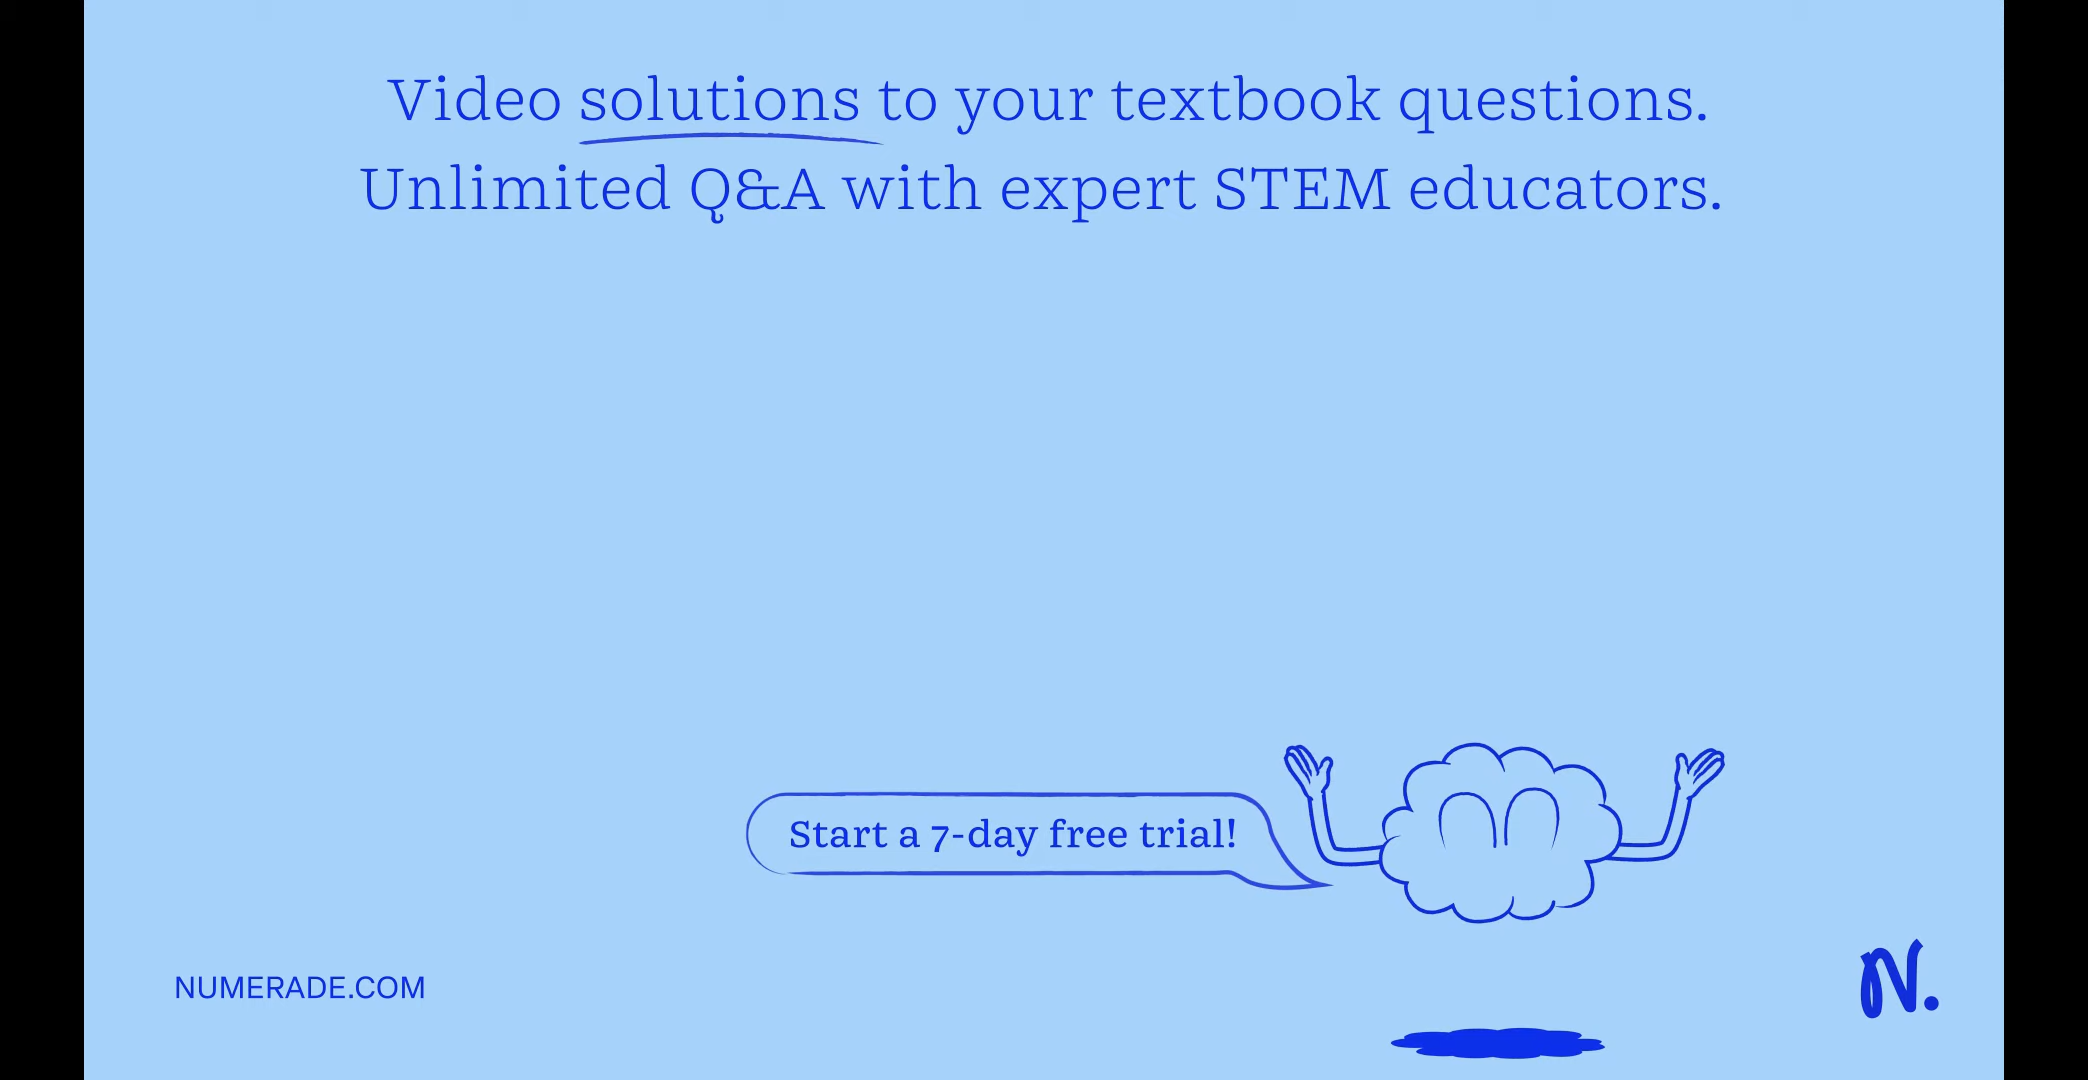 Video solutions to your textbook questions.
Unlimited Q&A with expert STEM educators.
Start a 7-day free trial!
NUMERADE.COM
N.